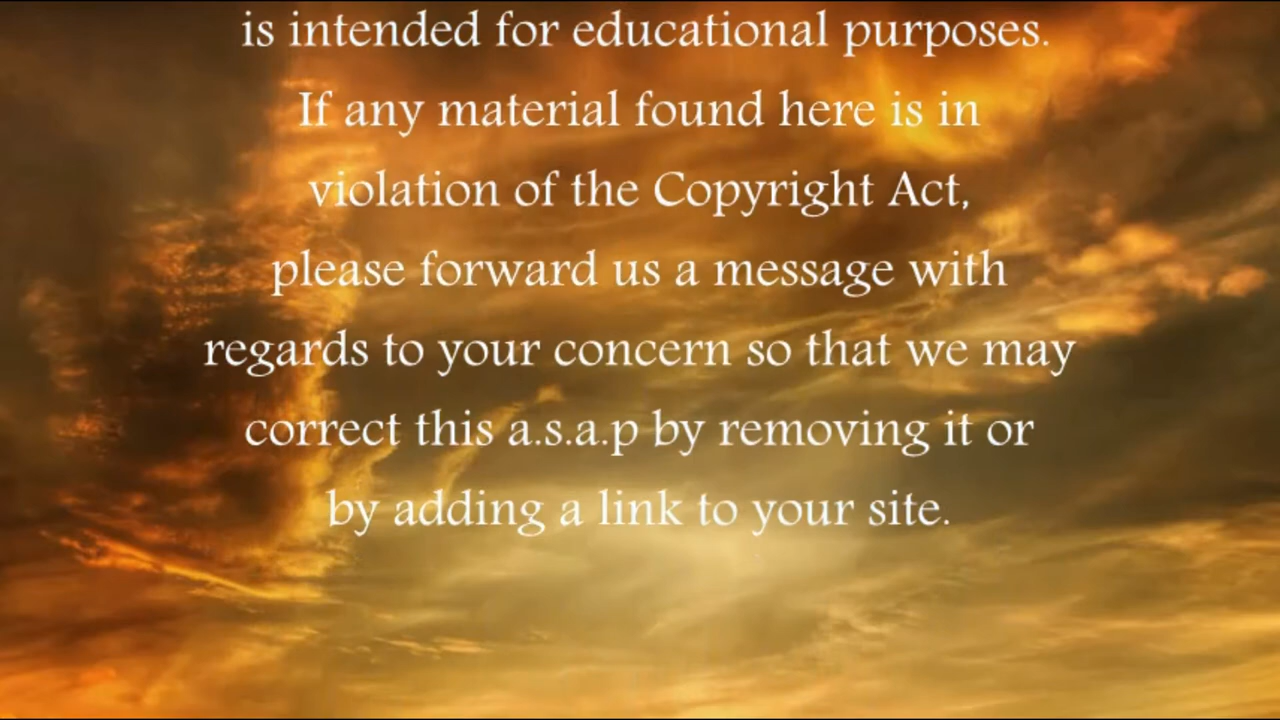 is intended for educational purposes.
If any material found here is in
violation of the Copyright Act,
please forward us a message with
regards to your concern so that we may
correct this a.s.a.p by removing it or
by adding a link to your site.